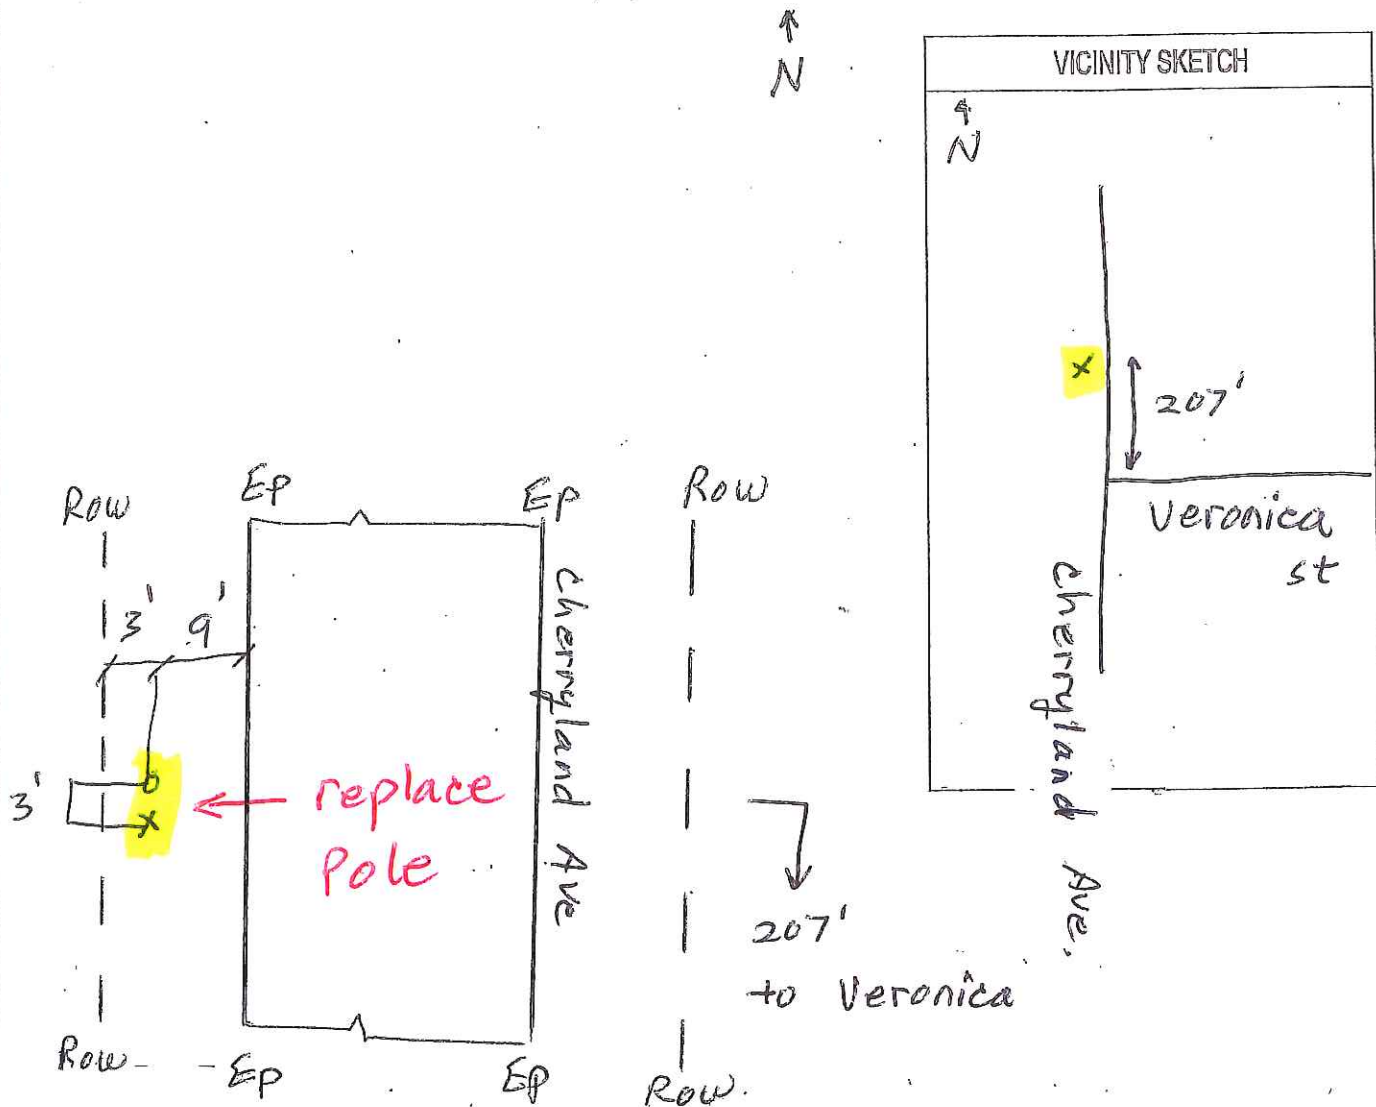 N
VICINITY SKETCH
N
x
207'
Veronica
st
Cherryland Ave.
Row
EP
EP
Row
3' 9'
Cherryland Ave
3'
o
x
replace
Pole
207'
to Veronica
Row
EP
EP
Row.